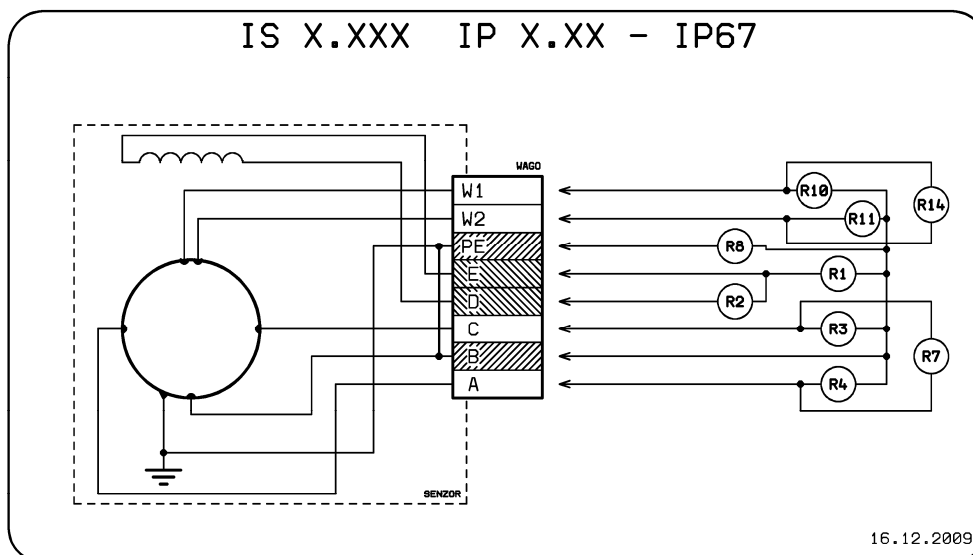 IS X.XXX IP X.XX - IP67
WAGO
W1
W2
PE
E
D
C
B
A
R10
R11
R14
R8
R1
R2
R3
R7
R4
SENZOR
16.12.2009